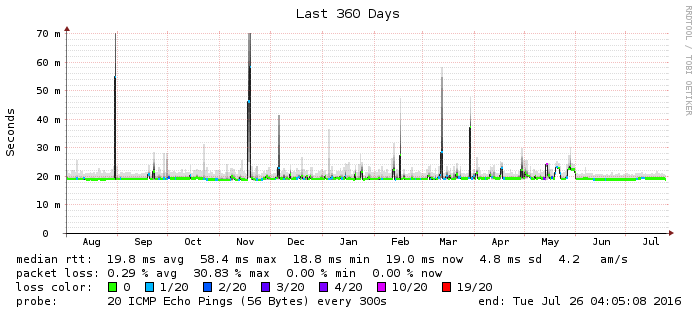 Last 360 Days
RRDTOOL / TOBI OETIKER
Seconds
70 m
60 m
50 m
40 m
30 m
20 m
10 m
0
Aug Sep Oct Nov Dec Jan Feb Mar Apr May Jun Jul
median rtt: 19.8 ms avg 58.4 ms max 18.8 ms min 19.0 ms now 4.8 ms sd 4.2 am/s
packet loss: 0.29 % avg 30.83 % max 0.00 % min 0.00 % now
loss color: 0 1/20 2/20 3/20 4/20 10/20 19/20
probe: 20 ICMP Echo Pings (56 Bytes) every 300s end: Tue Jul 26 04:05:08 2016